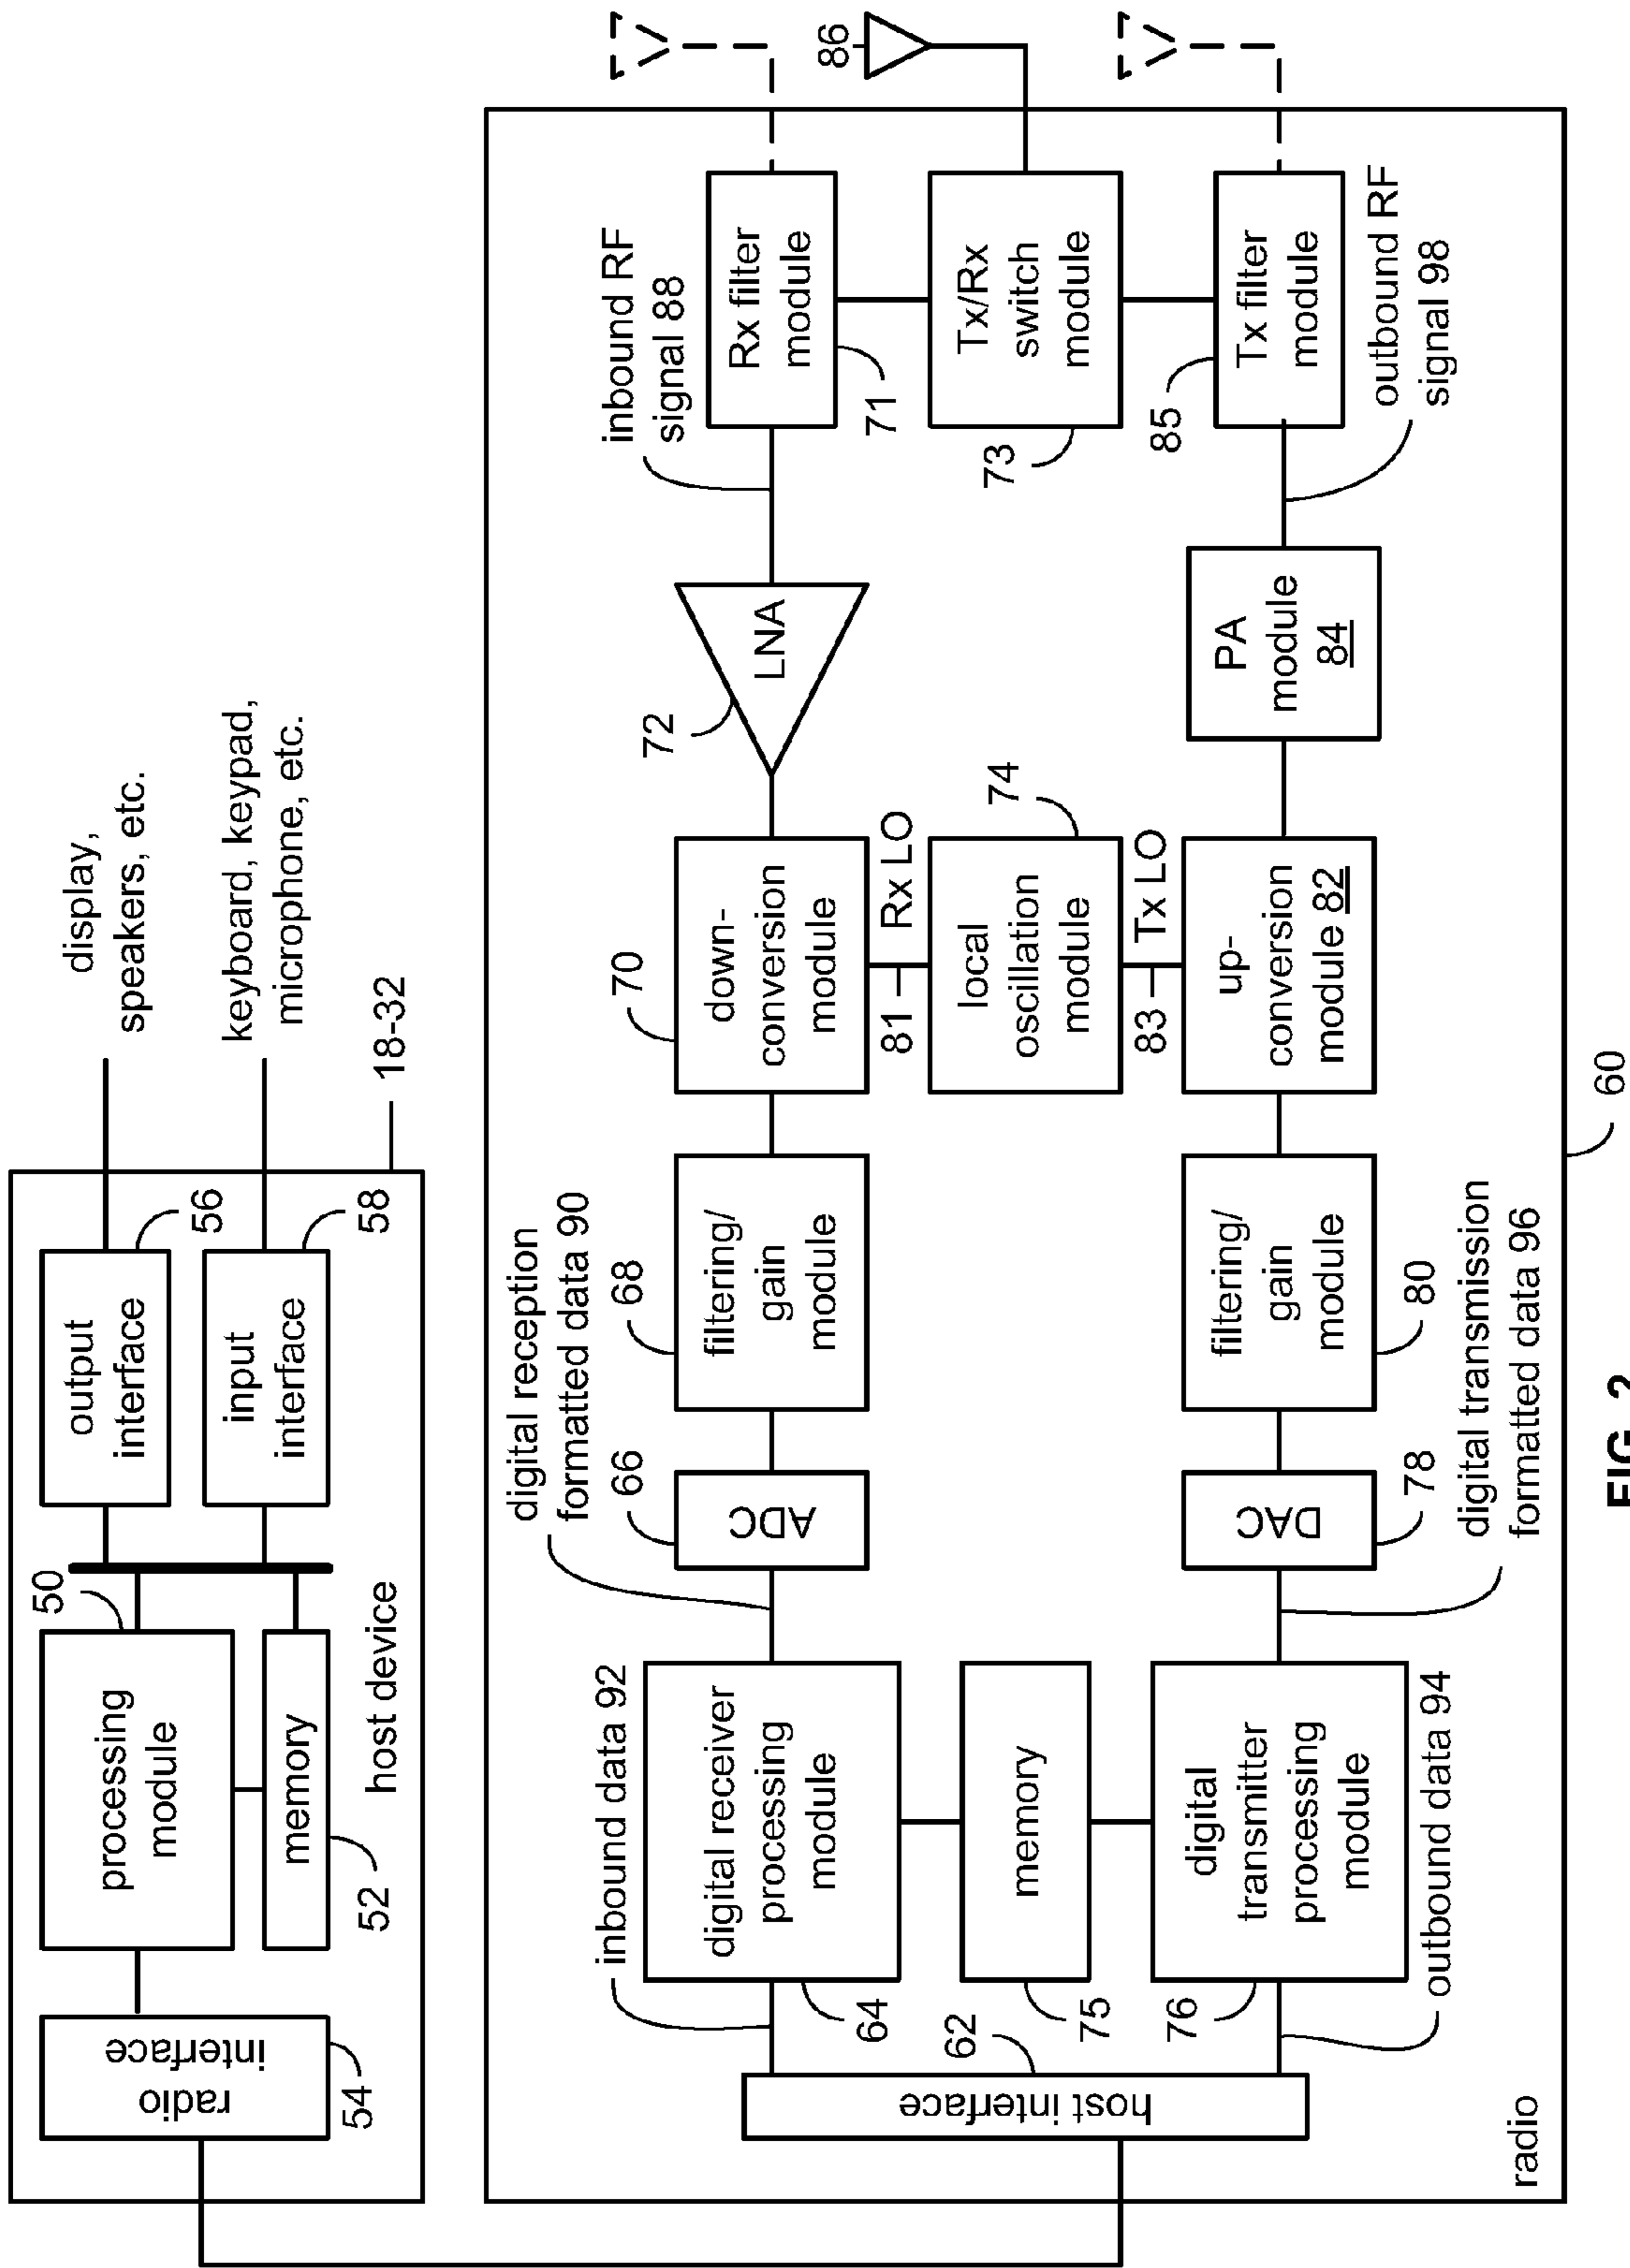 display,
speakers, etc.
keyboard, keypad,
microphone, etc.
18-32
output
interface
56
input
interface
58
50
processing
module
memory
52
host device
radio
interface
54
86
inbound RF
signal 88
Rx filter
module
71
Tx/Rx
switch
module
73
Tx filter
module
85
outbound RF
signal 98
LNA
72
PA
module
84
down-
conversion
module
70
81
Rx LO
local
oscillation
module
74
83
Tx LO
up-
conversion
module 82
filtering/
gain
module
68
filtering/
gain
module
80
digital reception
formatted data 90
ADC
66
DAC
78
digital transmission
formatted data 96
inbound data 92
digital receiver
processing
module
64
memory
75
digital
transmitter
processing
module
76
outbound data 94
host interface
62
radio
60
FIG. 2